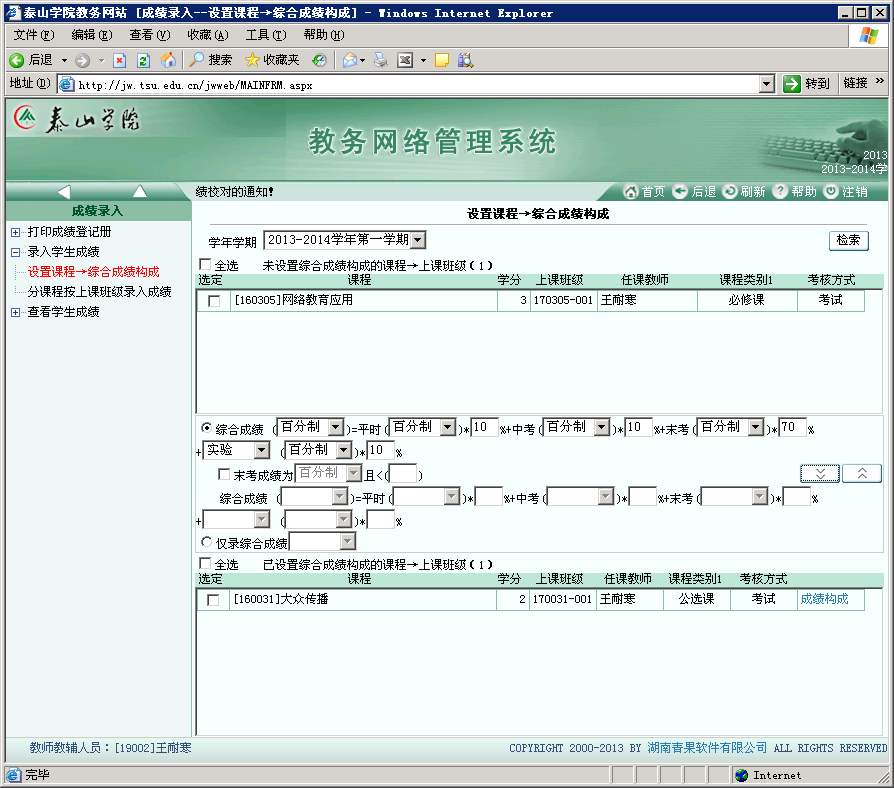 泰山学院教务网站 [成绩录入--设置课程→综合成绩构成] - Windows Internet Explorer
文件(F) 编辑(E) 查看(V) 收藏(A) 工具(T) 帮助(H)
后退 搜索 收藏夹
地址(D) http://jw.tsu.edu.cn/jwweb/MAINFRM.aspx 转到 链接 »
泰山学院
教务网络管理系统
2013
2013-2014学
绩校对的通知!
首页 后退 刷新 帮助 注销
成绩录入
打印成绩登记册
录入学生成绩
设置课程→综合成绩构成
分课程按上课班级录入成绩
查看学生成绩
设置课程→综合成绩构成
学年学期 2013-2014学年第一学期 检索
全选 未设置综合成绩构成的课程→上课班级(1)
选定 课程 学分 上课班级 任课教师 课程类别1 考核方式
[160305]网络教育应用 3 170305-001 王耐寒 必修课 考试
综合成绩 (百分制)=平时(百分制)*10%+中考(百分制)*10%+末考(百分制)*70%
+实验 (百分制)*10%
末考成绩为百分制且<( )
综合成绩 ( )=平时( )* %+中考( )* %+末考( )* %
+ ( )* %
仅录综合成绩
全选 已设置综合成绩构成的课程→上课班级(1)
选定 课程 学分 上课班级 任课教师 课程类别1 考核方式
[160031]大众传播 2 170031-001 王耐寒 公选课 考试 成绩构成
教师教辅人员：[19002]王耐寒 COPYRIGHT 2000-2013 BY 湖南青果软件有限公司 ALL RIGHTS RESERVED
完毕 Internet